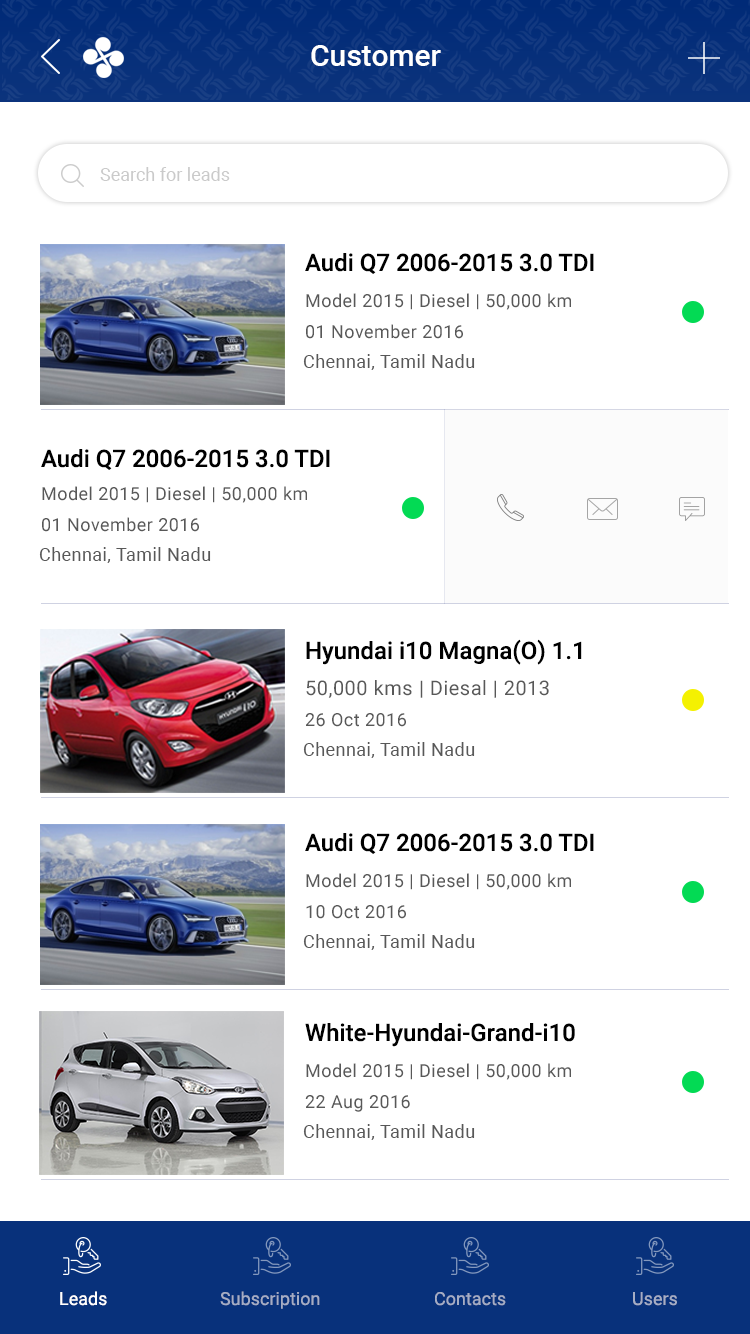 Customer
Search for leads
Audi Q7 2006-2015 3.0 TDI
Model 2015 | Diesel | 50,000 km
01 November 2016
Chennai, Tamil Nadu
Audi Q7 2006-2015 3.0 TDI
Model 2015 | Diesel | 50,000 km
01 November 2016
Chennai, Tamil Nadu
HYUNDAI i10
Hyundai i10 Magna(O) 1.1
50,000 kms | Diesal | 2013
26 Oct 2016
Chennai, Tamil Nadu
Audi Q7 2006-2015 3.0 TDI
Model 2015 | Diesel | 50,000 km
10 Oct 2016
Chennai, Tamil Nadu
White-Hyundai-Grand-i10
Model 2015 | Diesel | 50,000 km
22 Aug 2016
Chennai, Tamil Nadu
Leads Subscription Contacts Users